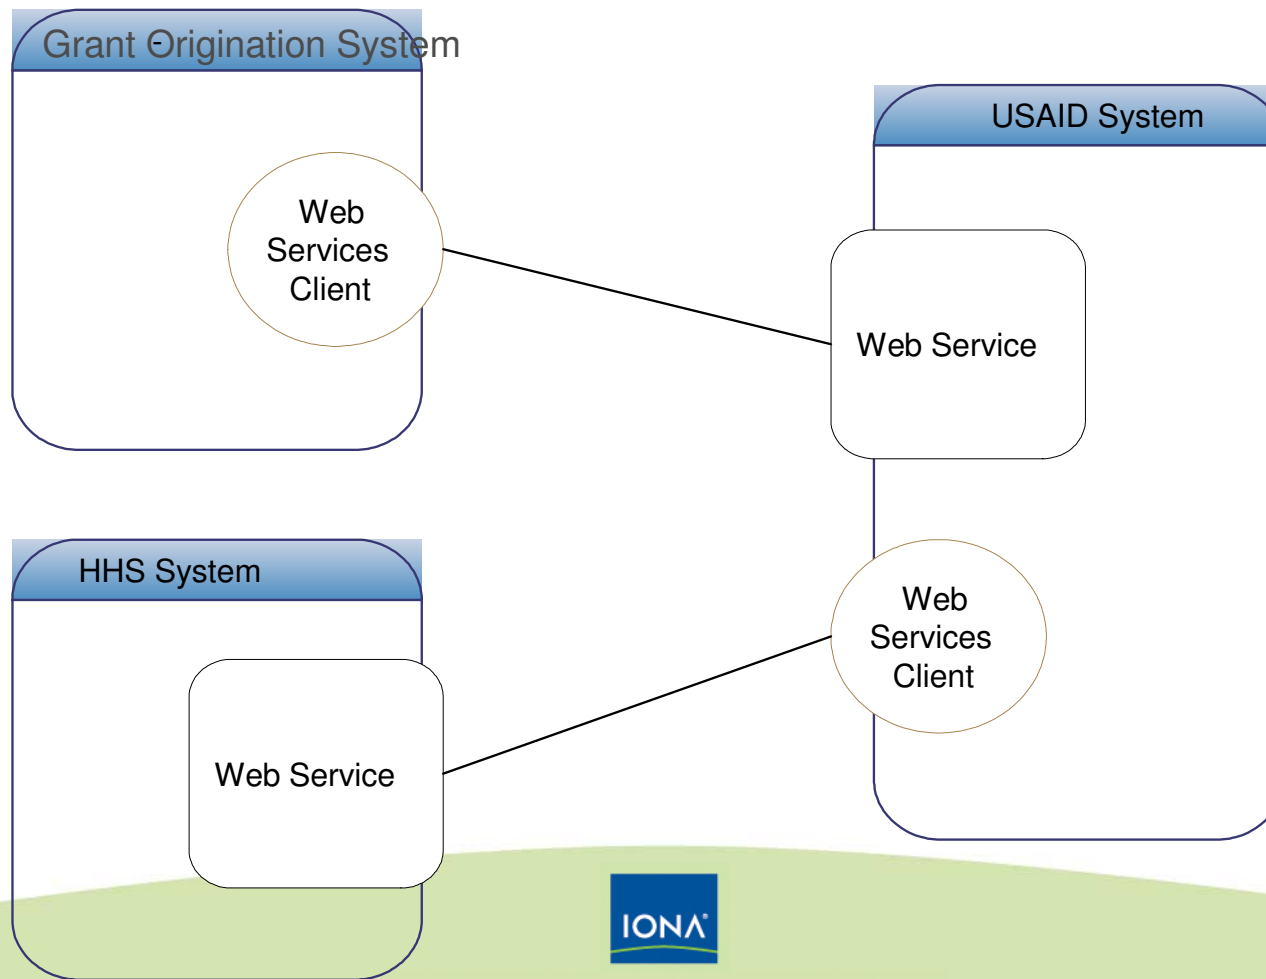 Grant Origination System
-
USAID System
Web
Services
Client
Web Service
HHS System
Web
Services
Client
Web Service
IONA®